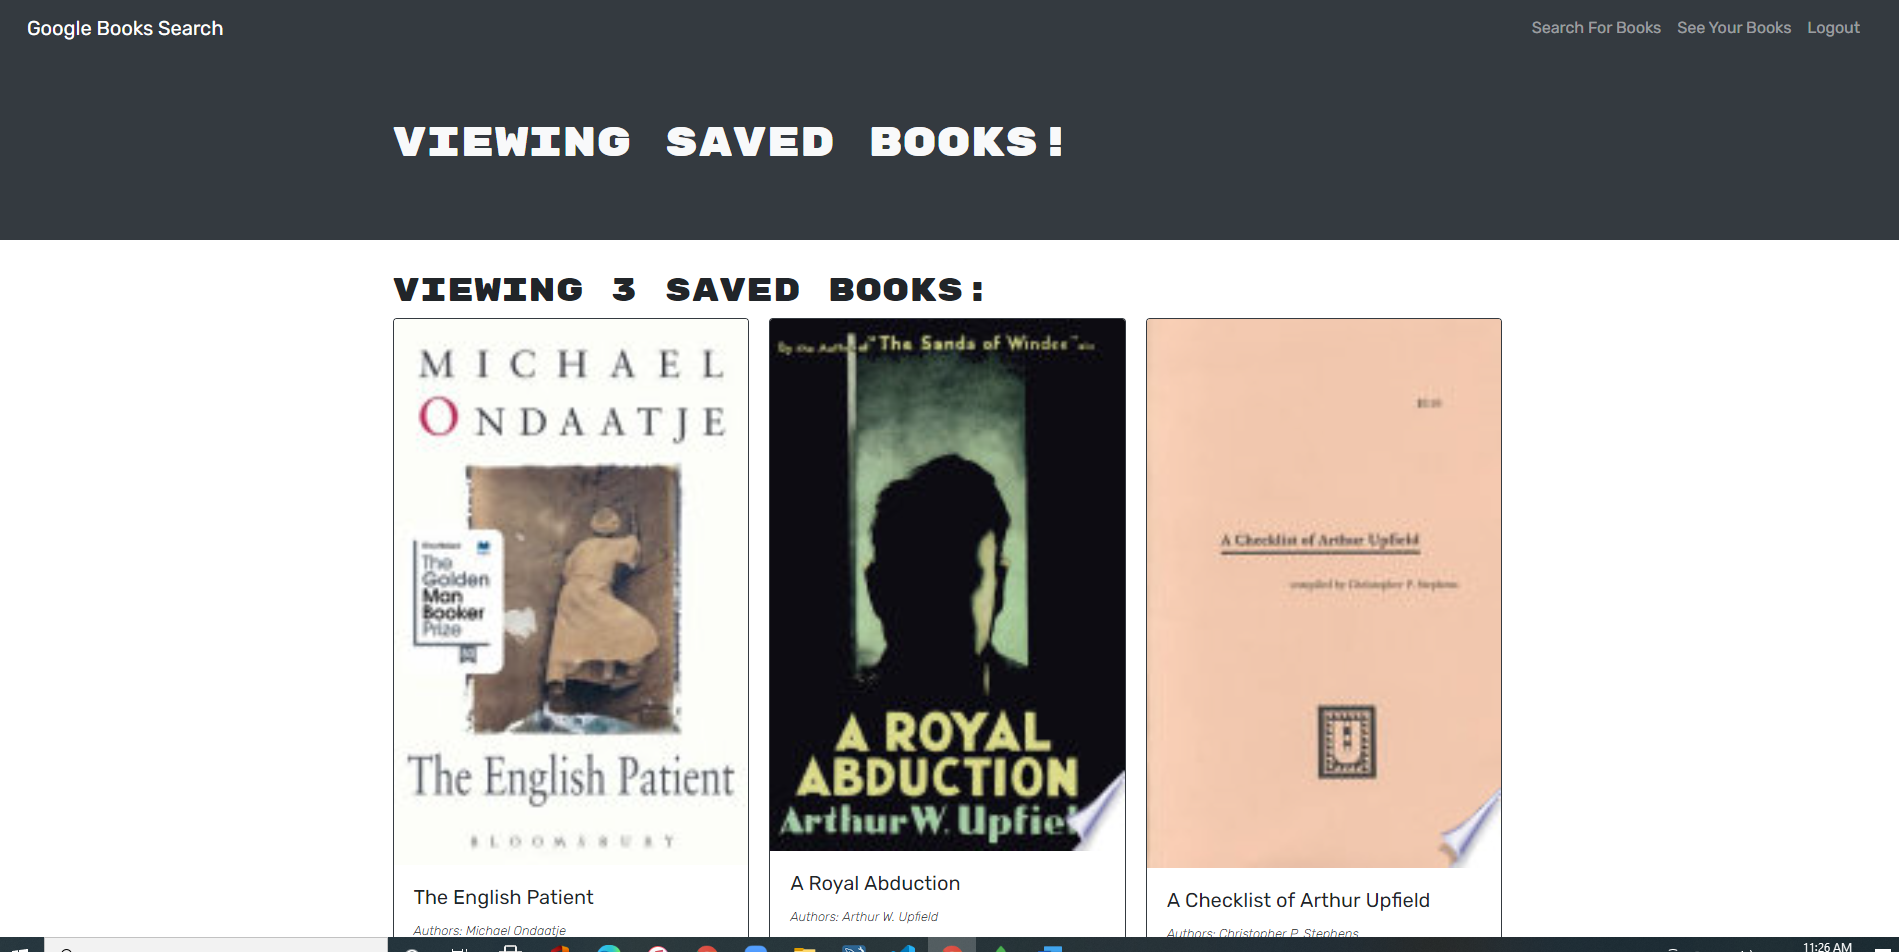 Google Books Search
Search For Books See Your Books Logout
VIEWING SAVED BOOKS!
VIEWING 3 SAVED BOOKS:
MICHAEL
ONDAATJE
The
Golden
Man
Booker
Prize
The English Patient
BLOOMSBURY
The English Patient
Authors: Michael Ondaatje
By the Author of "The Sands of Windee"
A ROYAL
ABDUCTION
Arthur W. Upfie
A Royal Abduction
Authors: Arthur W. Upfield
A Checklist of Arthur Upfield
compiled by Christopher P. Stephens
A Checklist of Arthur Upfield
Authors: Christopher P. Stephens
11:26 AM